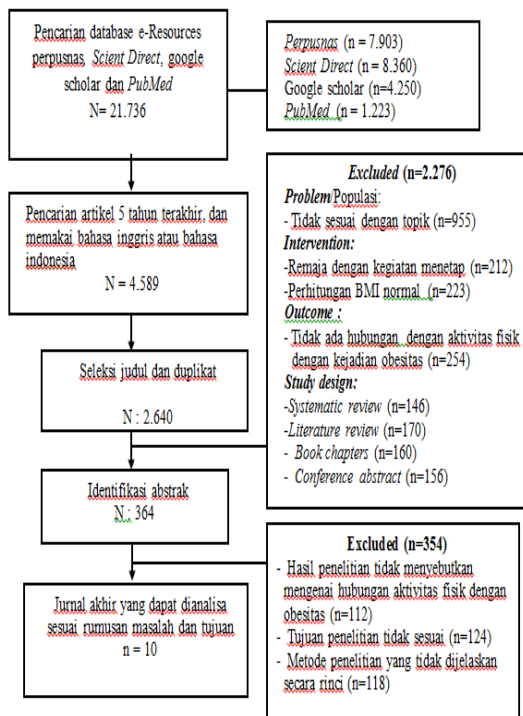 Pencarian database e-Resources
perpusnas, Scient Direct, google
scholar dan PubMed
N= 21.736
Perpusnas (n = 7.903)
Scient Direct (n = 8.360)
Google scholar (n=4.250)
PubMed (n = 1.223)
Pencarian artikel 5 tahun terakhir, dan
memakai bahasa inggris atau bahasa
indonesia
N = 4.589
Excluded (n=2.276)
Problem/Populasi:
- Tidak sesuai dengan topik (n=955)
Intervention:
-Remaja dengan kegiatan menetap (n=212)
-Perhitungan BMI normal (n=223)
Outcome :
- Tidak ada hubungan dengan aktivitas fisik
dengan kejadian obesitas (n=254)
Study design:
-Systematic review (n=146)
-Literature review (n=170)
- Book chapters (n=160)
- Conference abstract (n=156)
Seleksi judul dan duplikat
N : 2.640
Identifikasi abstrak
N : 364
Excluded (n=354)
- Hasil penelitian tidak menyebutkan
mengenai hubungan aktivitas fisik dengan
obesitas (n=112)
- Tujuan penelitian tidak sesuai (n=124)
- Metode penelitian yang tidak dijelaskan
secara rinci (n=118)
Jurnal akhir yang dapat dianalisa
sesuai rumusan masalah dan tujuan
n = 10